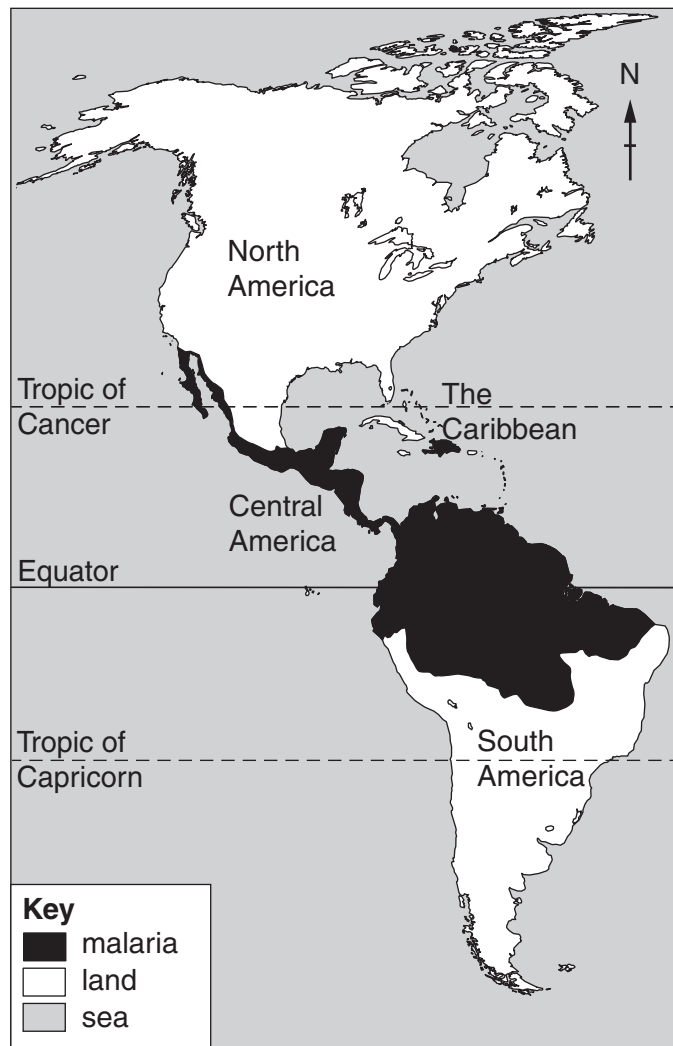 N
North
America
Tropic of
Cancer
The
Caribbean
Central
America
Equator
Tropic of
Capricorn
South
America
Key
malaria
land
sea